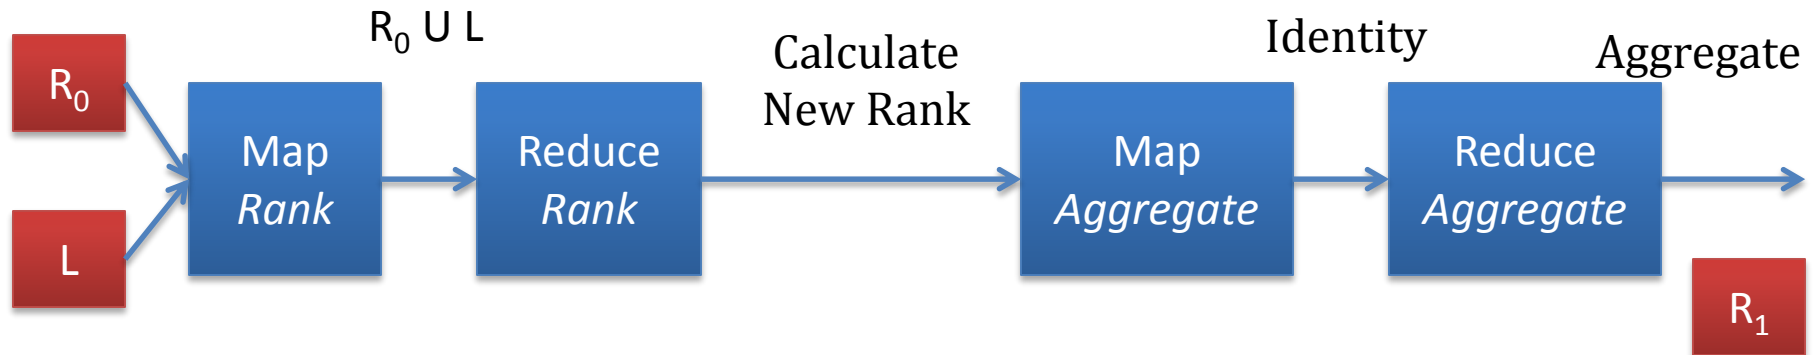 R₀ U L
Calculate
New Rank
Identity
Aggregate
R₀
L
Map
Rank
Reduce
Rank
Map
Aggregate
Reduce
Aggregate
R₁